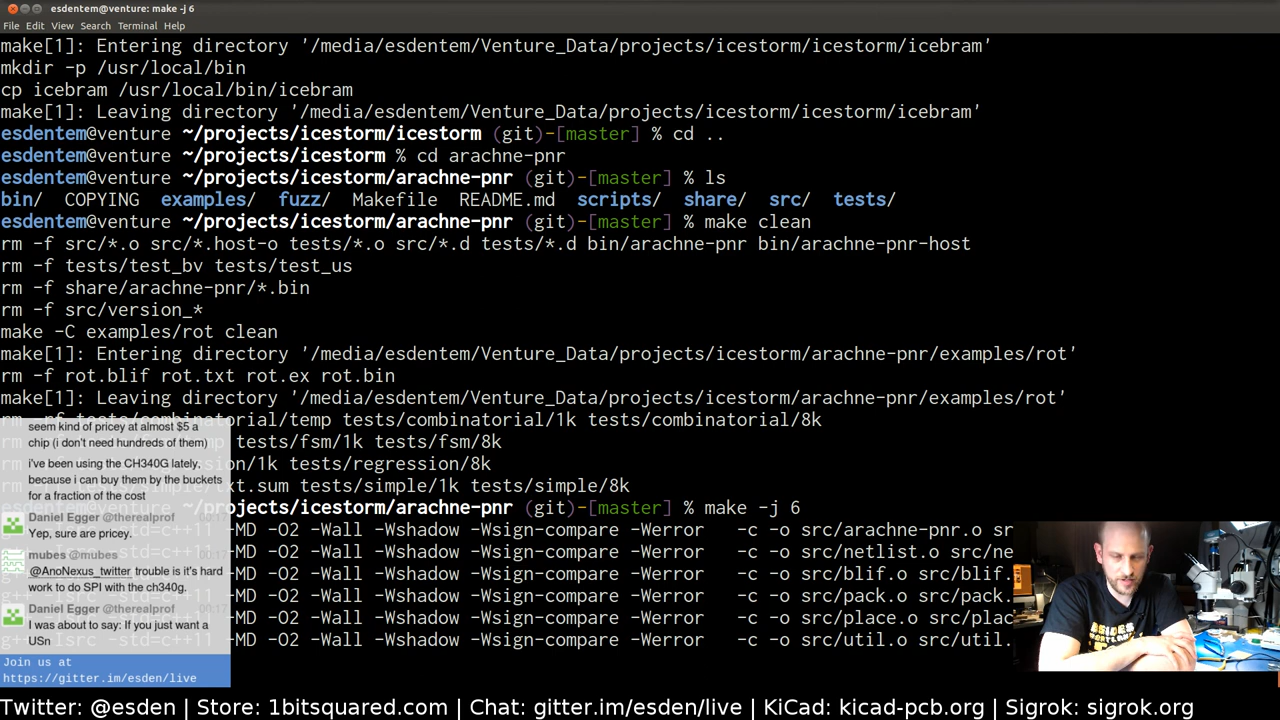 esdentem@venture: make -j 6
File Edit View Search Terminal Help
make[1]: Entering directory '/media/esdentem/Venture_Data/projects/icestorm/icestorm/icebram'
mkdir -p /usr/local/bin
cp icebram /usr/local/bin/icebram
make[1]: Leaving directory '/media/esdentem/Venture_Data/projects/icestorm/icestorm/icebram'
esdentem@venture ~/projects/icestorm/icestorm (git)-[master] % cd ..
esdentem@venture ~/projects/icestorm % cd arachne-pnr
esdentem@venture ~/projects/icestorm/arachne-pnr (git)-[master] % ls
bin/ COPYING examples/ fuzz/ Makefile README.md scripts/ share/ src/ tests/
esdentem@venture ~/projects/icestorm/arachne-pnr (git)-[master] % make clean
rm -f src/*.o src/*.host-o tests/*.o src/*.d tests/*.d bin/arachne-pnr bin/arachne-pnr-host
rm -f tests/test_bv tests/test_us
rm -f share/arachne-pnr/*.bin
rm -f src/version_*
make -C examples/rot clean
make[1]: Entering directory '/media/esdentem/Venture_Data/projects/icestorm/arachne-pnr/examples/rot'
rm -f rot.blif rot.txt rot.ex rot.bin
make[1]: Leaving directory '/media/esdentem/Venture_Data/projects/icestorm/arachne-pnr/examples/rot'
rm -rf tests/combinatorial/temp tests/combinatorial/1k tests/combinatorial/8k
tests/fsm/1k tests/fsm/8k
/1k tests/regression/8k
txt.sum tests/simple/1k tests/simple/8k
~/projects/icestorm/arachne-pnr (git)-[master] % make -j 6
-MD -O2 -Wall -Wshadow -Wsign-compare -Werror -c -o src/arachne-pnr.o sr
-MD -O2 -Wall -Wshadow -Wsign-compare -Werror -c -o src/netlist.o src/ne
-MD -O2 -Wall -Wshadow -Wsign-compare -Werror -c -o src/blif.o src/blif.
-MD -O2 -Wall -Wshadow -Wsign-compare -Werror -c -o src/pack.o src/pack.
-MD -O2 -Wall -Wshadow -Wsign-compare -Werror -c -o src/place.o src/plac
-MD -O2 -Wall -Wshadow -Wsign-compare -Werror -c -o src/util.o src/util.
seem kind of pricey at almost $5 a
chip (i don't need hundreds of them)
i've been using the CH340G lately,
because i can buy them by the buckets
for a fraction of the cost
Daniel Egger @therealprof 00:17
Yep, sure are pricey.
mubes @mubes 00:17
@AnoNexus_twitter trouble is it's hard
work to do SPI with the ch340g.
Daniel Egger @therealprof 00:17
I was about to say: if you just want a
USn
Join us at
https://gitter.im/esden/live
Twitter: @esden | Store: 1bitsquared.com | Chat: gitter.im/esden/live | KiCad: kicad-pcb.org | Sigrok: sigrok.org